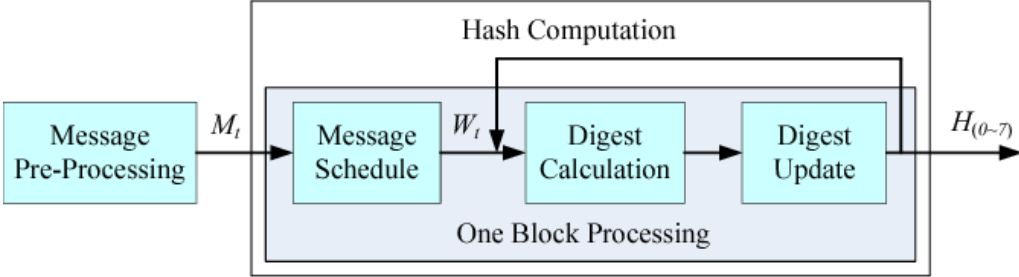 Hash Computation
Message
Pre-Processing
M_t
Message
Schedule
W_t
Digest
Calculation
Digest
Update
H_(0~7)
One Block Processing